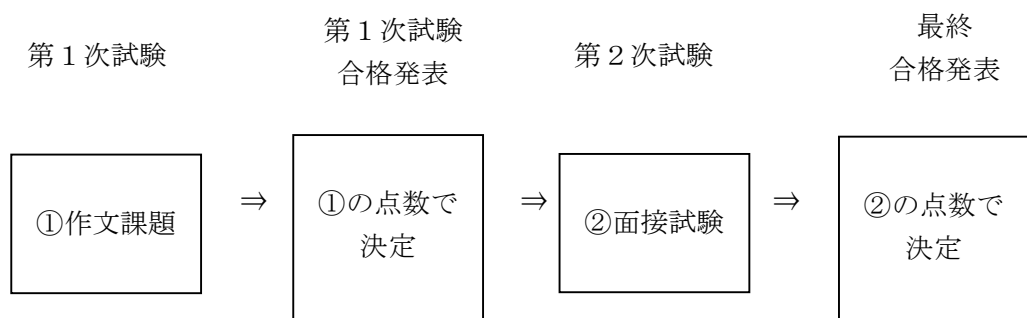 第１次試験
第１次試験
合格発表
第２次試験
最終
合格発表
①作文課題
⇒
①の点数で
決定
⇒
②面接試験
⇒
②の点数で
決定